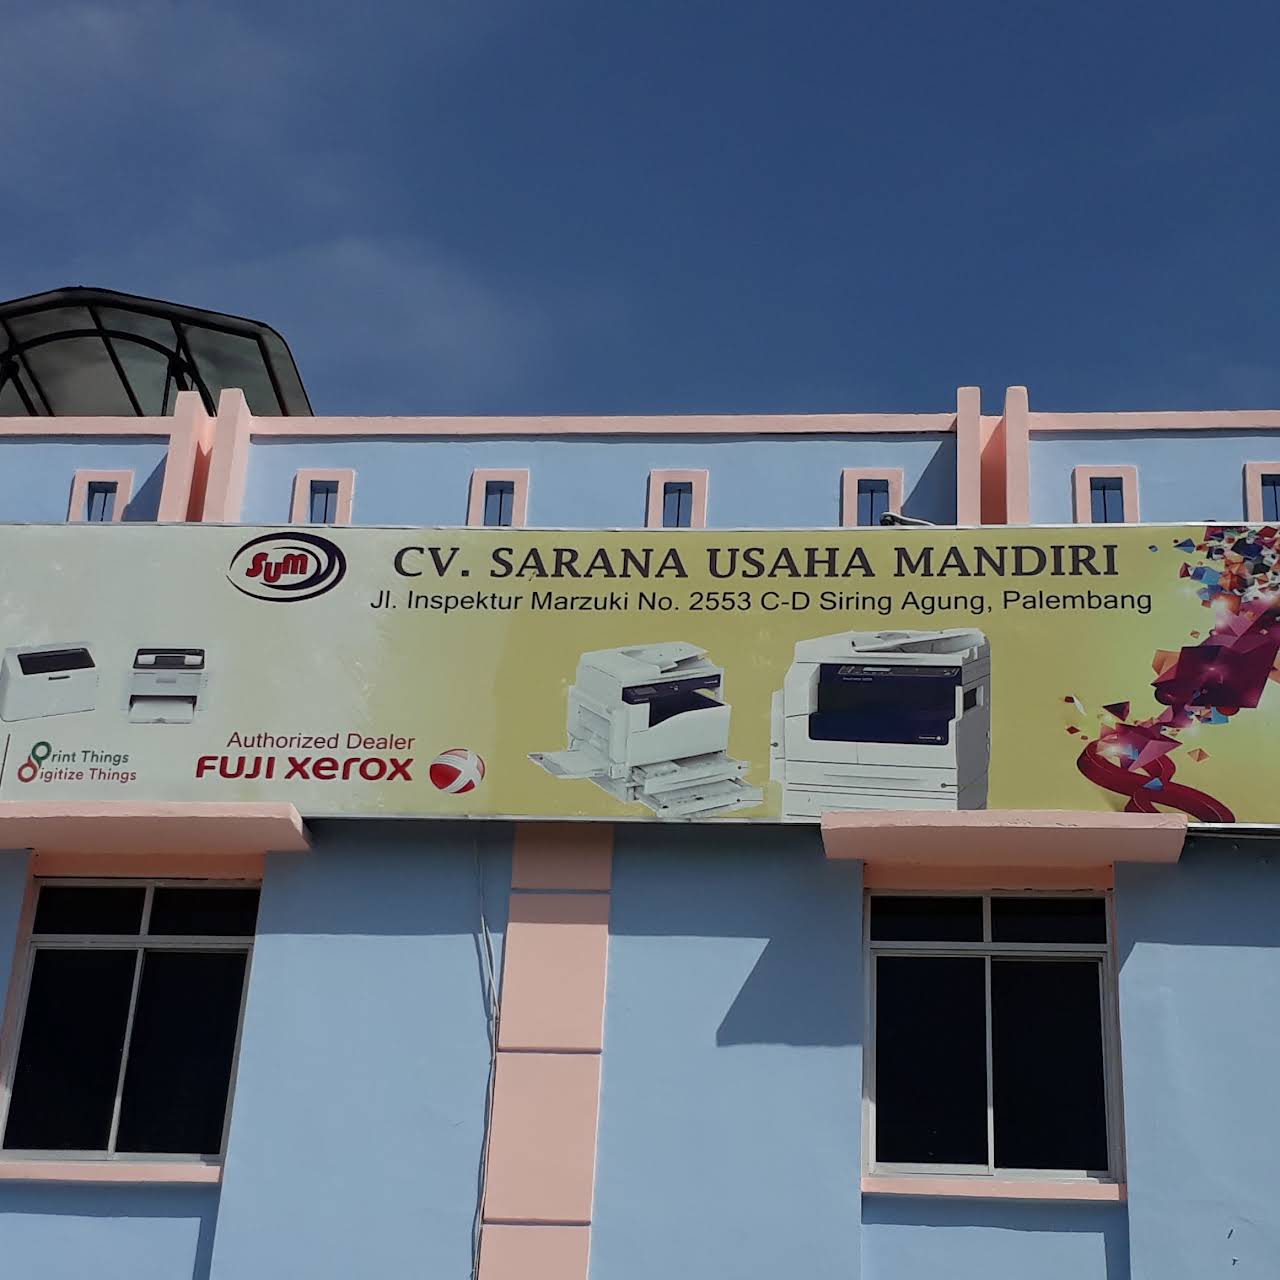 SUM
CV. SARANA USAHA MANDIRI
Jl. Inspektur Marzuki No. 2553 C-D Siring Agung, Palembang
Print Things
Digitize Things
Authorized Dealer
FUJI xerox